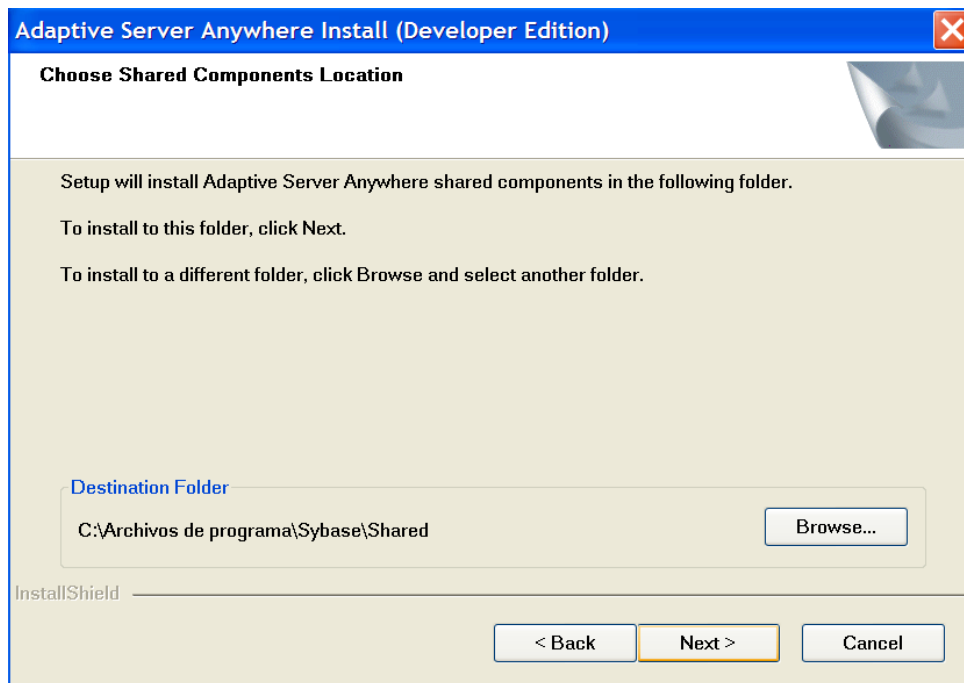 Adaptive Server Anywhere Install (Developer Edition)
Choose Shared Components Location
Setup will install Adaptive Server Anywhere shared components in the following folder.
To install to this folder, click Next.
To install to a different folder, click Browse and select another folder.
Destination Folder
C:\Archivos de programa\Sybase\Shared
Browse...
InstallShield
< Back
Next >
Cancel